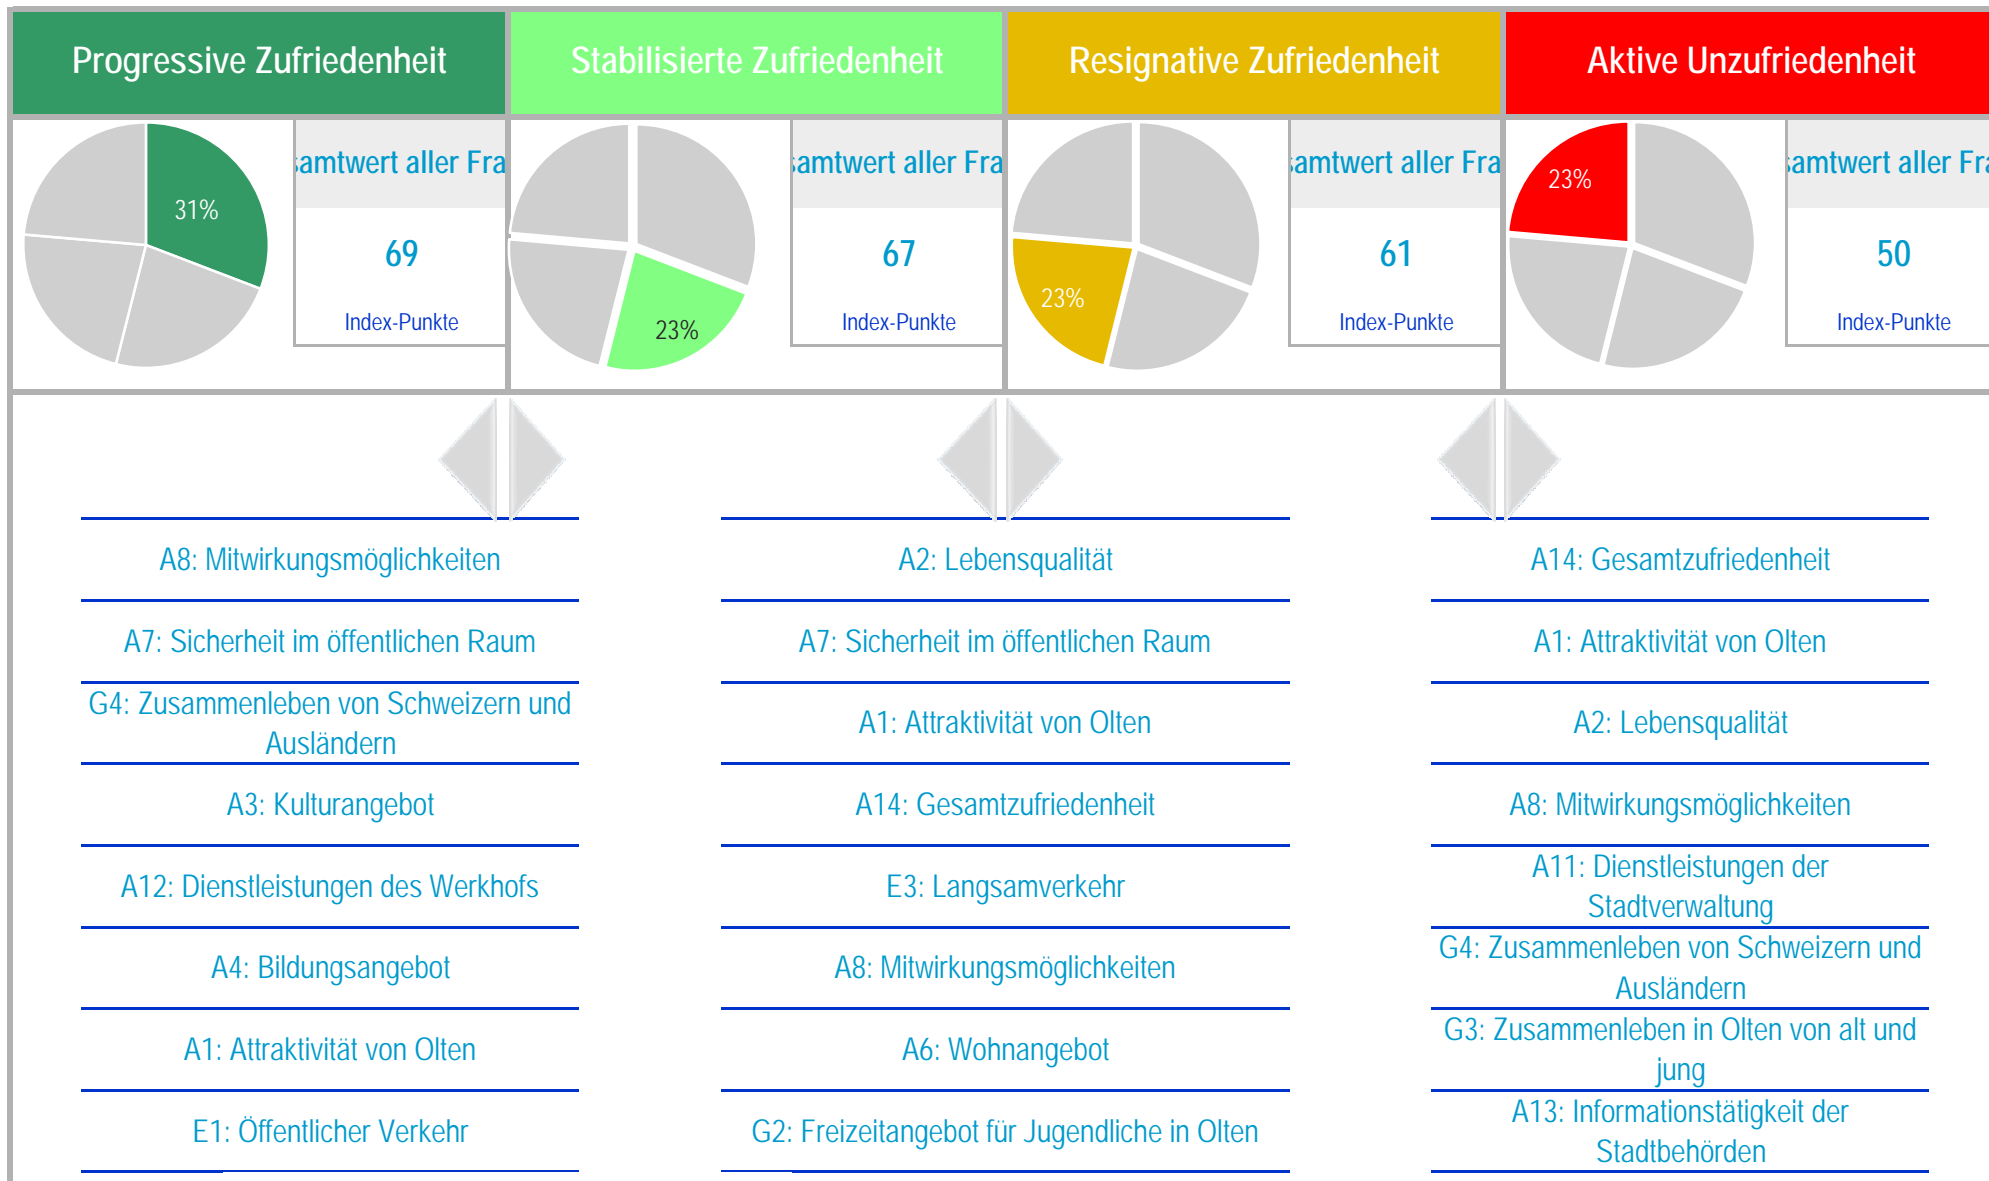 Progressive Zufriedenheit
Stabilisierte Zufriedenheit
Resignative Zufriedenheit
Aktive Unzufriedenheit
31%
samtwert aller Fra
69
Index-Punkte
23%
samtwert aller Fra
67
Index-Punkte
23%
samtwert aller Fra
61
Index-Punkte
23%
samtwert aller Fra
50
Index-Punkte
A8: Mitwirkungsmöglichkeiten
A7: Sicherheit im öffentlichen Raum
G4: Zusammenleben von Schweizern und
Ausländern
A3: Kulturangebot
A12: Dienstleistungen des Werkhofs
A4: Bildungsangebot
A1: Attraktivität von Olten
E1: Öffentlicher Verkehr
A2: Lebensqualität
A7: Sicherheit im öffentlichen Raum
A1: Attraktivität von Olten
A14: Gesamtzufriedenheit
E3: Langsamverkehr
A8: Mitwirkungsmöglichkeiten
A6: Wohnangebot
G2: Freizeitangebot für Jugendliche in Olten
A14: Gesamtzufriedenheit
A1: Attraktivität von Olten
A2: Lebensqualität
A8: Mitwirkungsmöglichkeiten
A11: Dienstleistungen der
Stadtverwaltung
G4: Zusammenleben von Schweizern und
Ausländern
G3: Zusammenleben in Olten von alt und
jung
A13: Informationstätigkeit der
Stadtbehörden